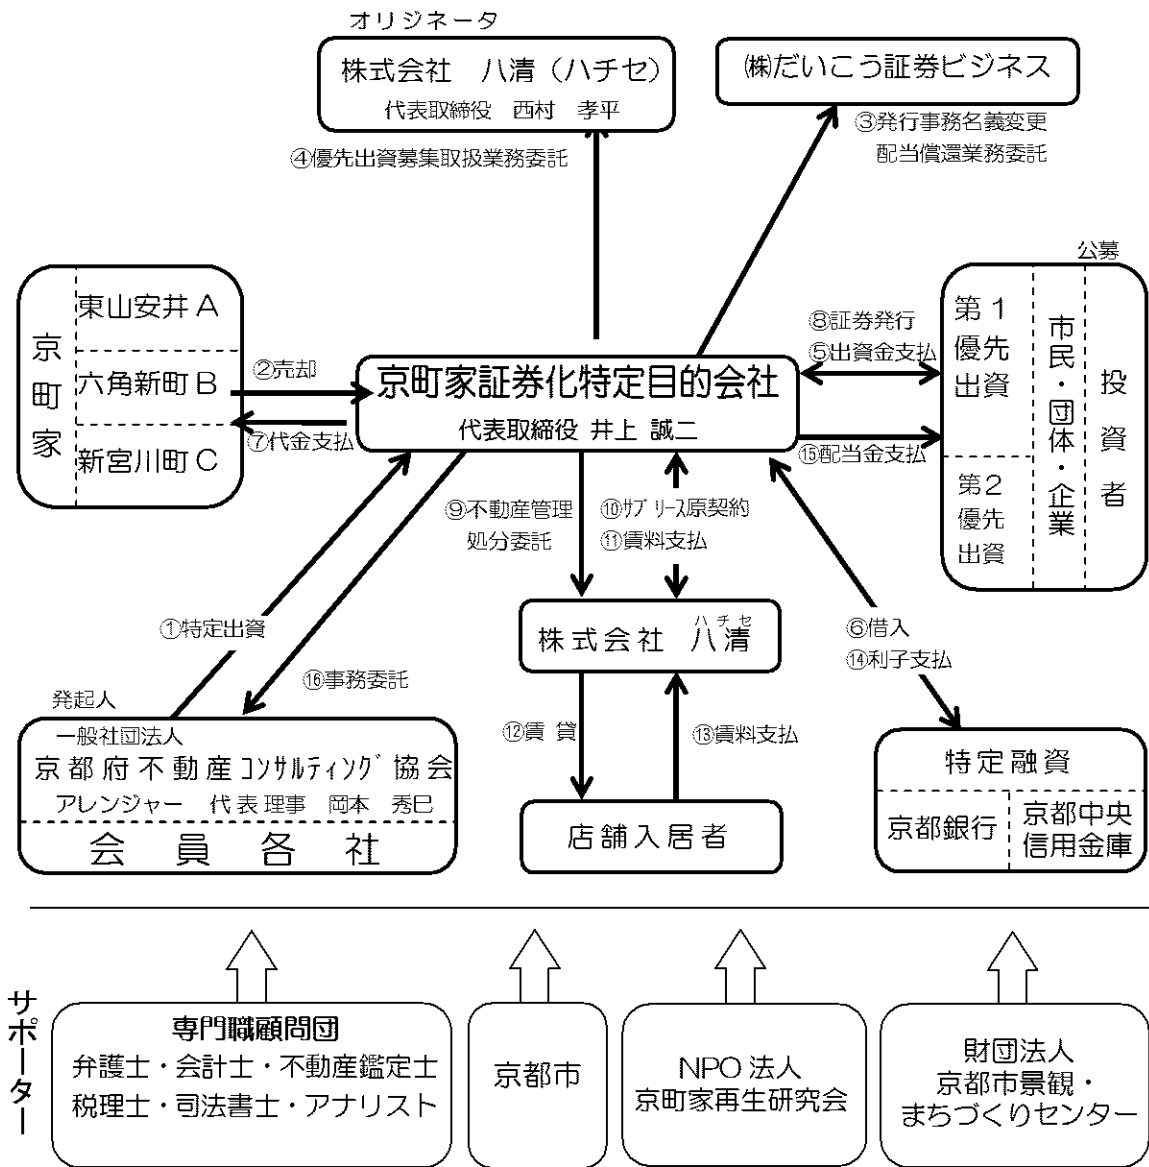 オリジネータ
株式会社 八清（ハチセ）
代表取締役 西村 孝平
㈱だいこう証券ビジネス
③発行事務名義変更
配当償還業務委託
④優先出資募集取扱業務委託
京町家
東山安井A
六角新町B
新宮川町C
②売却
⑦代金支払
京町家証券化特定目的会社
代表取締役 井上 誠二
⑧証券発行
⑤出資金支払
⑮配当金支払
公募
第1
優先
出資
第2
優先
出資
市民・団体・企業
投資者
⑨不動産管理
処分委託
⑩ｻﾌﾞﾘｰｽ原契約
⑪賃料支払
①特定出資
⑯事務委託
ハチセ
株式会社 八清
⑥借入
⑭利子支払
発起人
一般社団法人
京都府不動産ｺﾝｻﾙﾃｨﾝｸﾞ協会
アレンジャー 代表理事 岡本 秀巳
会員各社
⑫賃貸
⑬賃料支払
店舗入居者
特定融資
京都銀行
京都中央
信用金庫
サポーター
専門職顧問団
弁護士・会計士・不動産鑑定士
税理士・司法書士・アナリスト
京都市
NPO法人
京町家再生研究会
財団法人
京都市景観・
まちづくりセンター